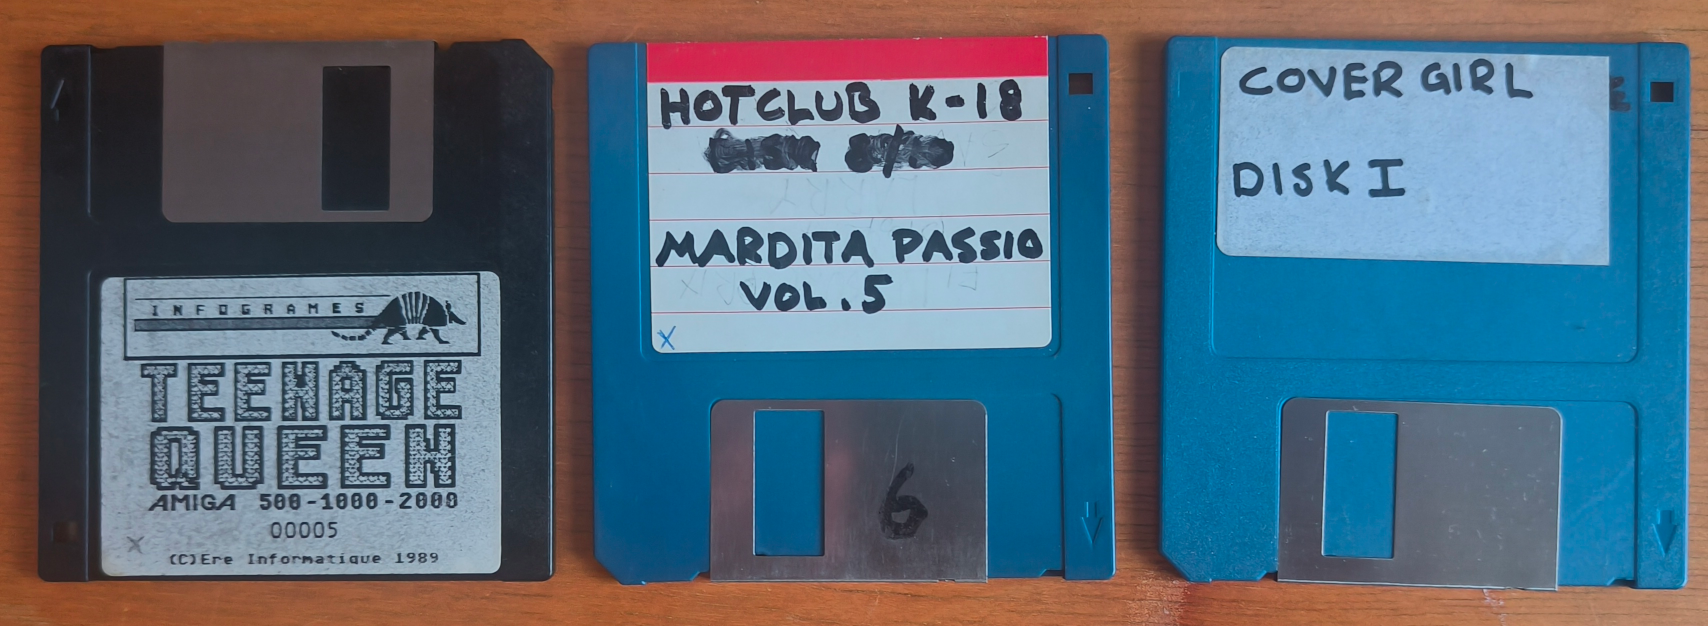 INFOGRAMES
TEENAGE
QUEEN
AMIGA 500-1000-2000
00005
(C)Ere Informatique 1989
HOTCLUB K-18
MARDITA PASSIO
VOL.5
X
6
COVER GIRL
DISK I